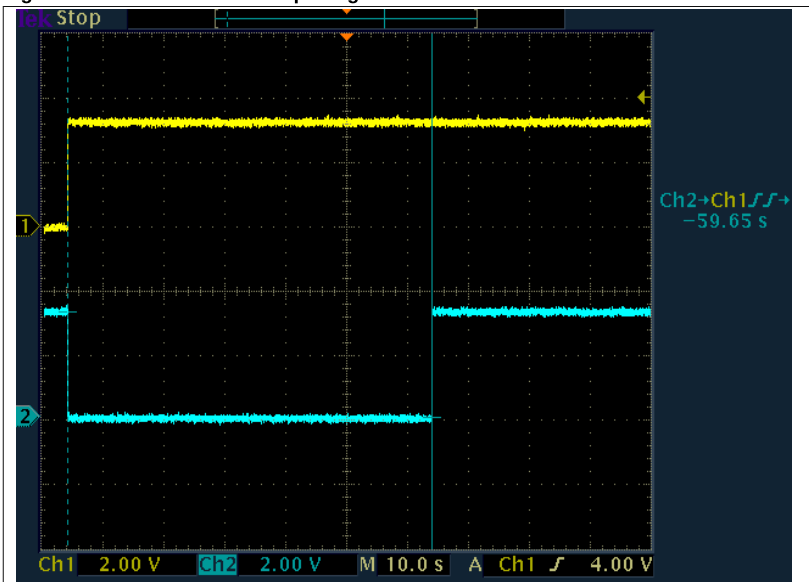 Tek Stop
1
Ch2→Ch1⌠⌠→
−59.65 s
2
Ch1 2.00 V Ch2 2.00 V M 10.0 s A Ch1 ⌠ 4.00 V